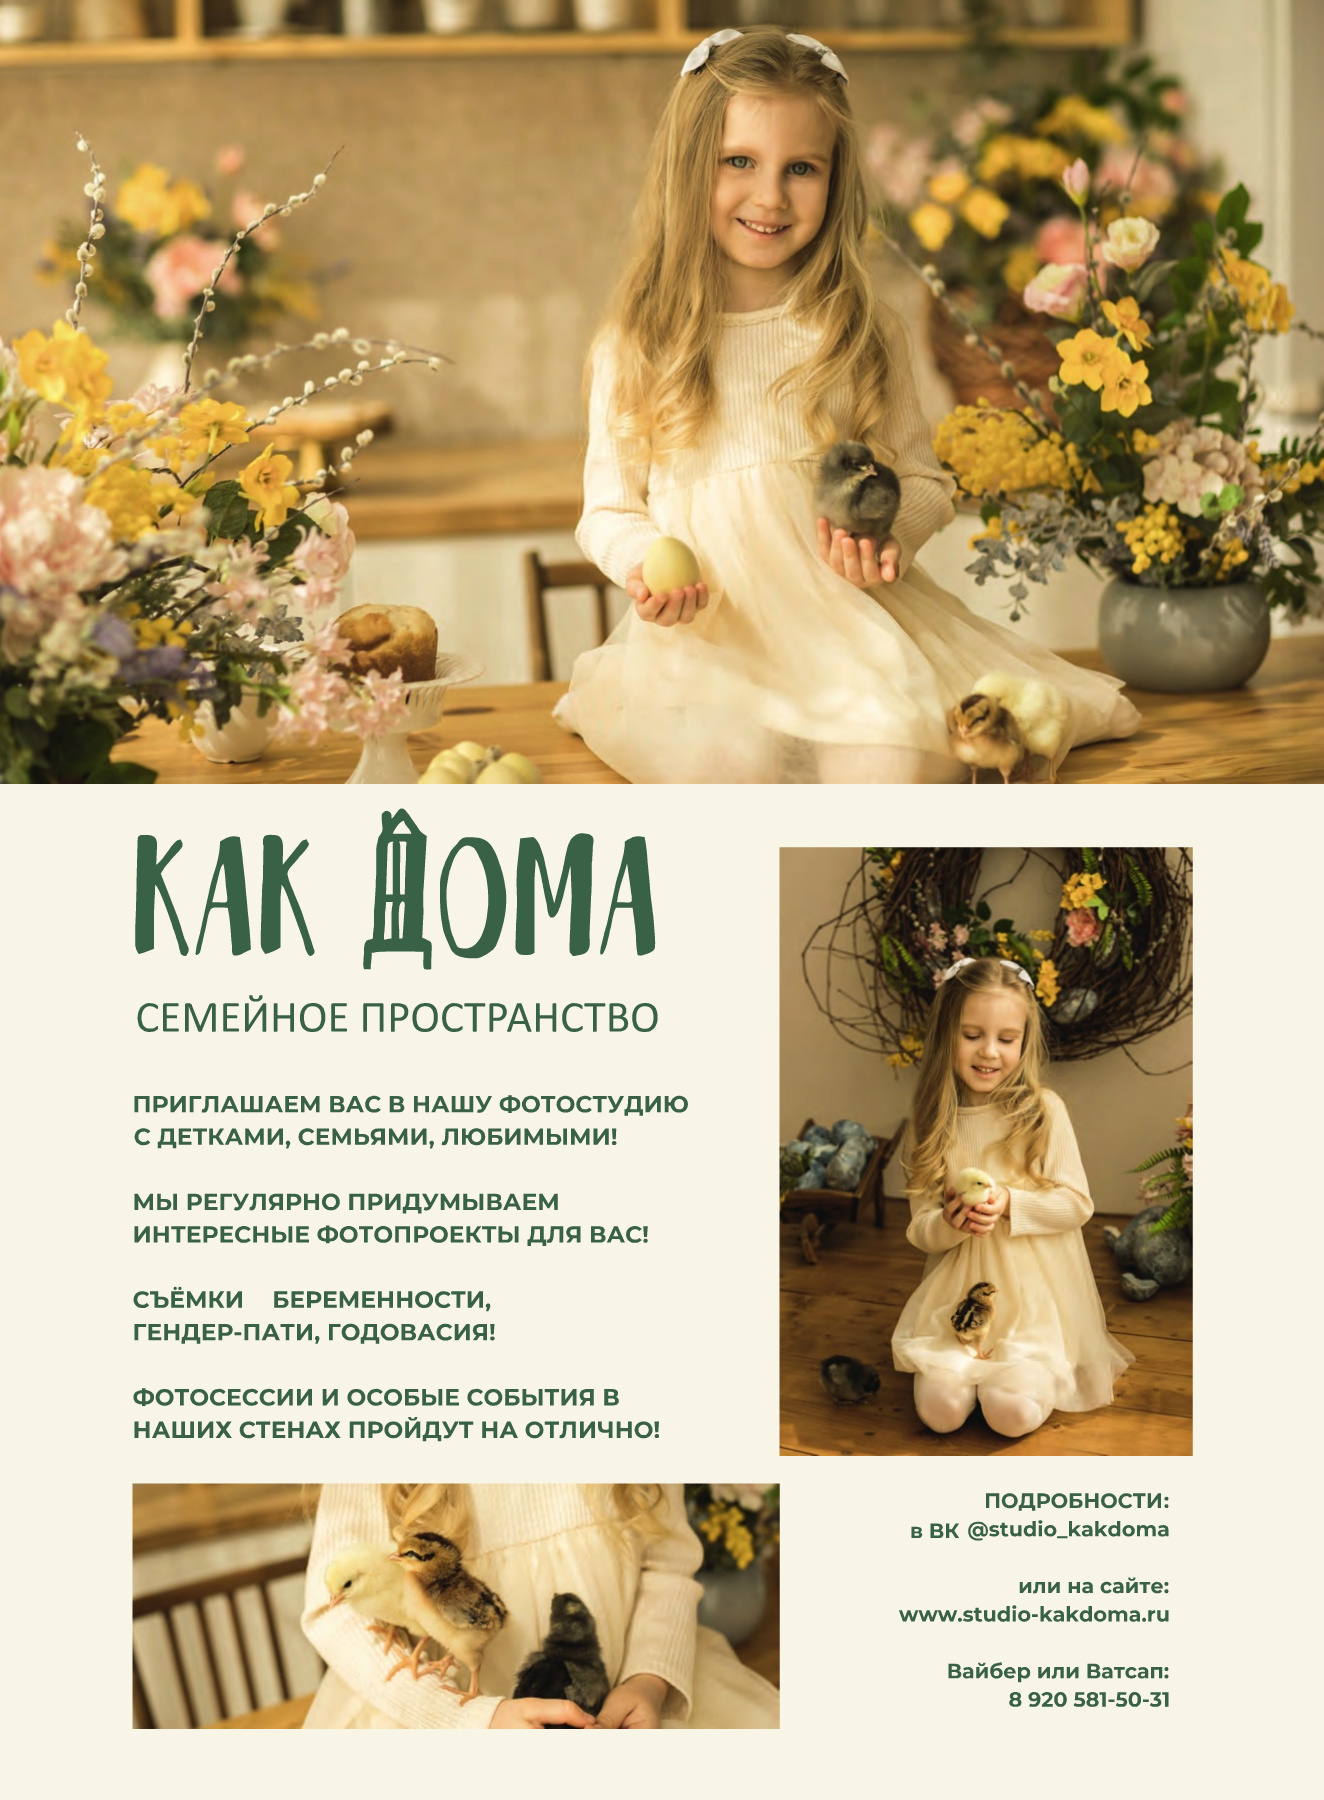 КАК ДОМА
СЕМЕЙНОЕ ПРОСТРАНСТВО
ПРИГЛАШАЕМ ВАС В НАШУ ФОТОСТУДИЮ
С ДЕТКАМИ, СЕМЬЯМИ, ЛЮБИМЫМИ!
МЫ РЕГУЛЯРНО ПРИДУМЫВАЕМ
ИНТЕРЕСНЫЕ ФОТОПРОЕКТЫ ДЛЯ ВАС!
СЪЁМКИ БЕРЕМЕННОСТИ,
ГЕНДЕР-ПАТИ, ГОДОВАСИЯ!
ФОТОСЕССИИ И ОСОБЫЕ СОБЫТИЯ В
НАШИХ СТЕНАХ ПРОЙДУТ НА ОТЛИЧНО!
ПОДРОБНОСТИ:
в ВК @studio_kakdoma
или на сайте:
www.studio-kakdoma.ru
Вайбер или Ватсап:
8 920 581-50-31